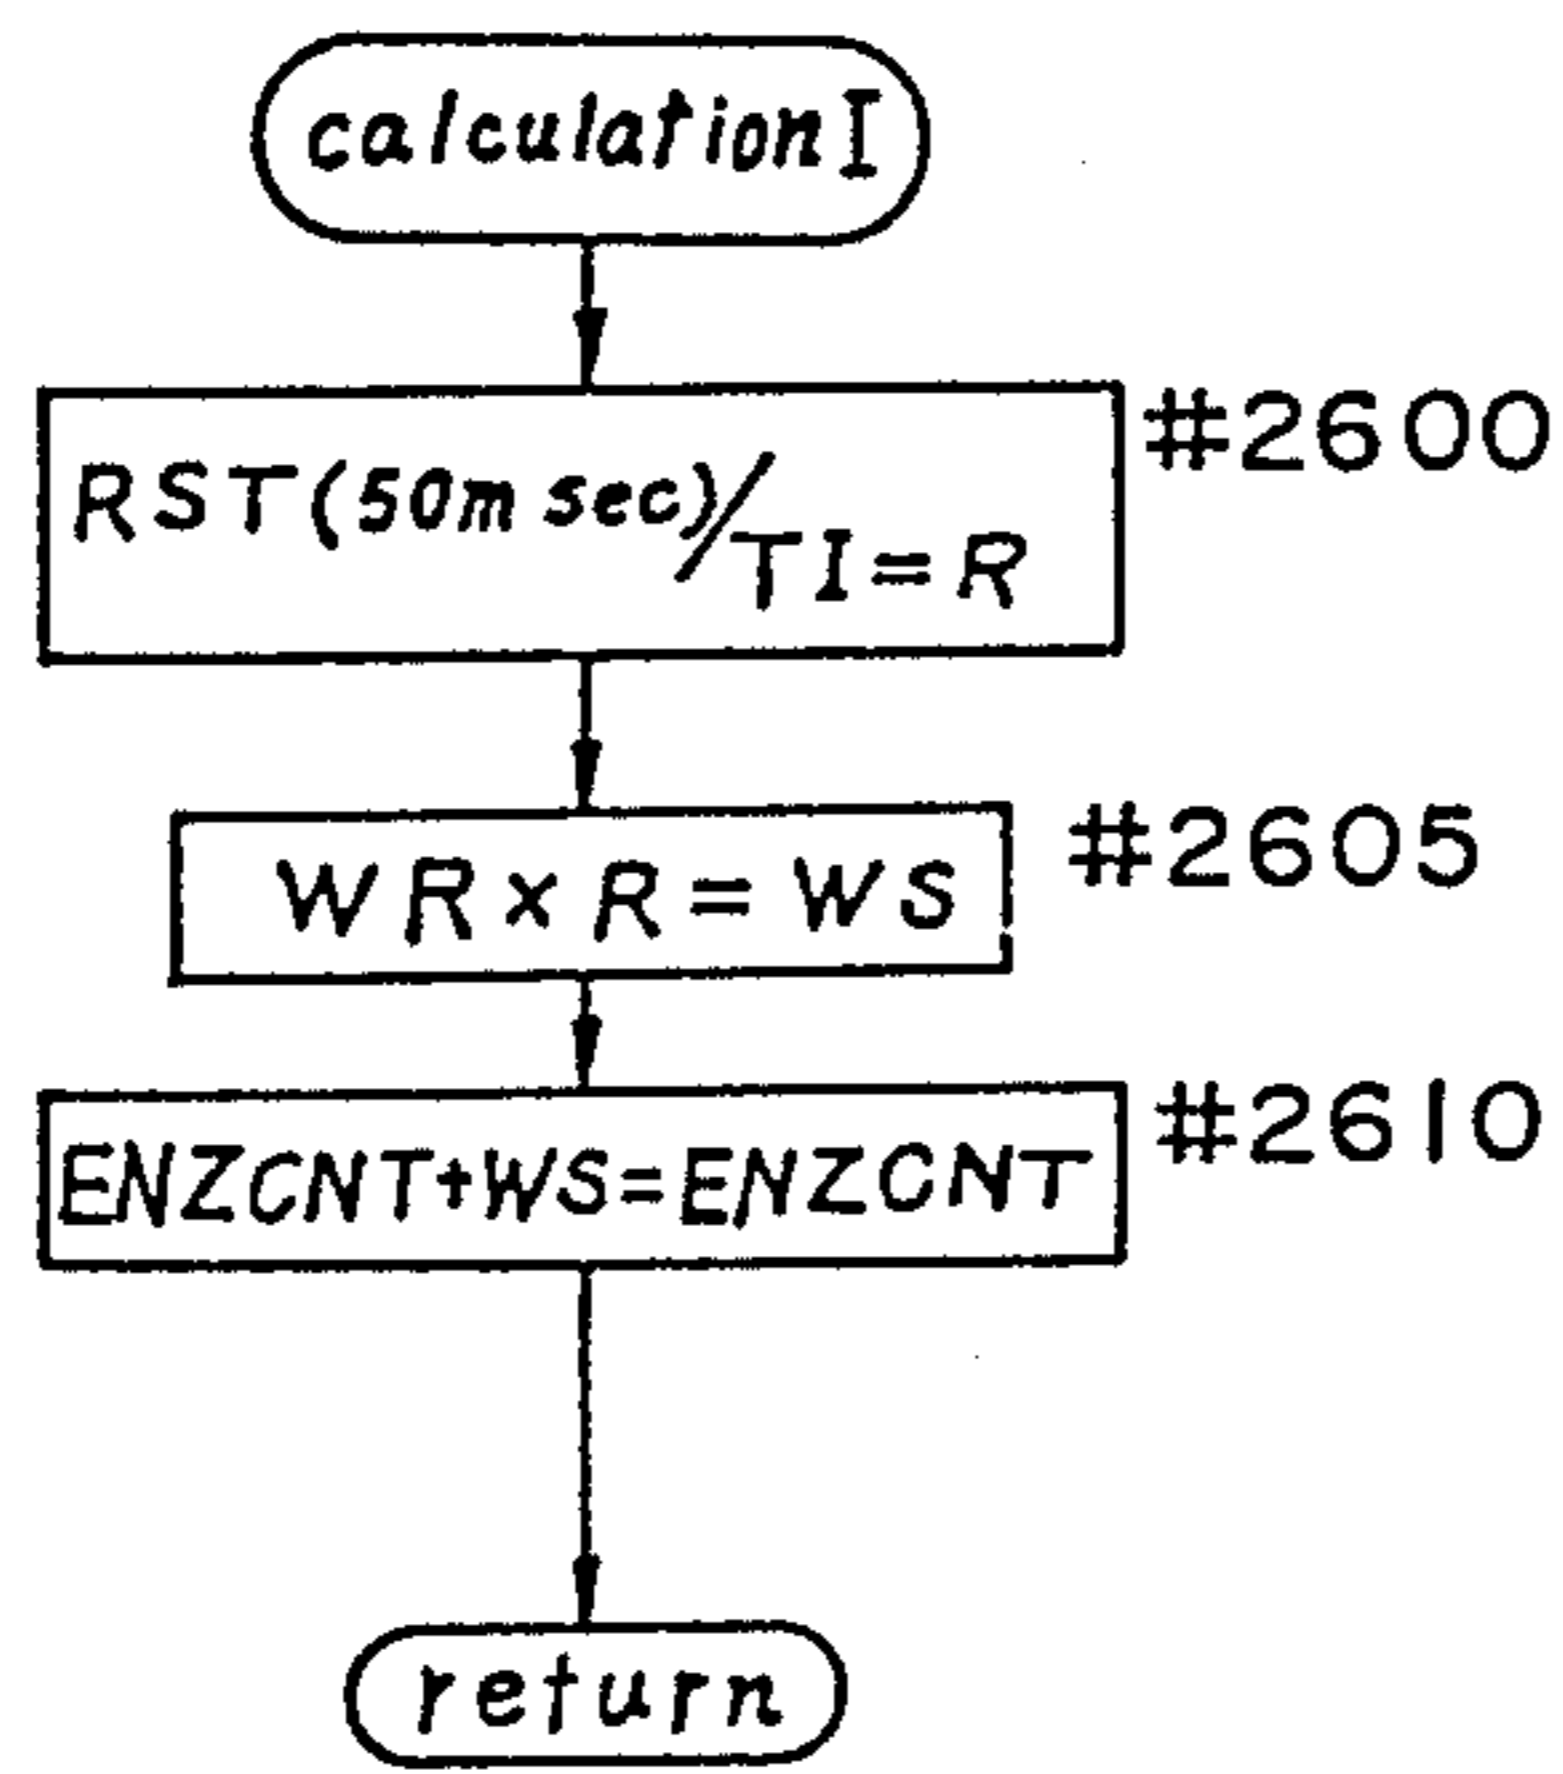 calculation I
#2600
RST(50m sec)/TI=R
#2605
WR×R=WS
#2610
ENZCNT+WS=ENZCNT
return